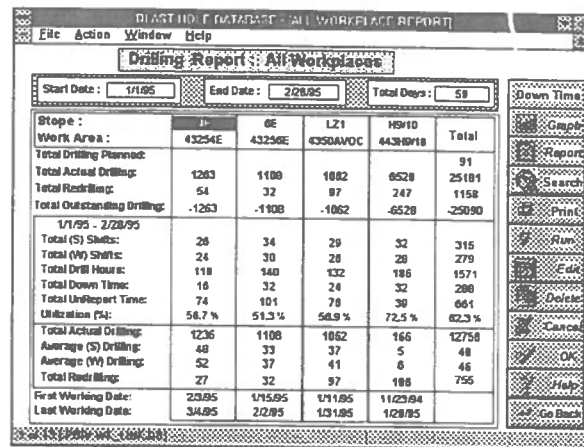 BLAST HOLE DATABASE - [ALL WORKPLACE REPORT]
File Action Window Help
Drilling Report : All Workplaces
Start Date : 1/1/95 End Date : 2/28/95 Total Days : 59
Stope : 6E LZ1 H9/10 Total
Work Area : 43254E 43256E 4350AVOC 443H9/10
Total Drilling Planned: 91
Total Actual Drilling: 1263 1108 1062 6528 25181
Total Redrilling: 54 32 97 247 1158
Total Outstanding Drilling: -1263 -1108 -1062 -6528 -25090
1/1/95 - 2/28/95
Total (S) Shifts: 26 34 29 32 315
Total (W) Shifts: 24 30 26 28 279
Total Drill Hours: 118 140 132 186 1571
Total Down Time: 16 32 24 32 288
Total UnReport Time: 74 101 76 39 661
Utilization (%): 56.7 % 51.3 % 56.9 % 72.5 % 62.3 %
Total Actual Drilling: 1236 1108 1062 166 12756
Average (S) Drilling: 48 33 37 5 40
Average (W) Drilling: 52 37 41 6 46
Total Redrilling: 27 32 97 186 755
First Working Date: 2/3/95 1/15/95 1/11/95 11/23/94
Last Working Date: 3/4/95 2/2/95 1/31/95 1/28/95
Down Time
Graph
Report
Search
Print
Run
Edit
Delete
Cancel
OK
Help
Go Back